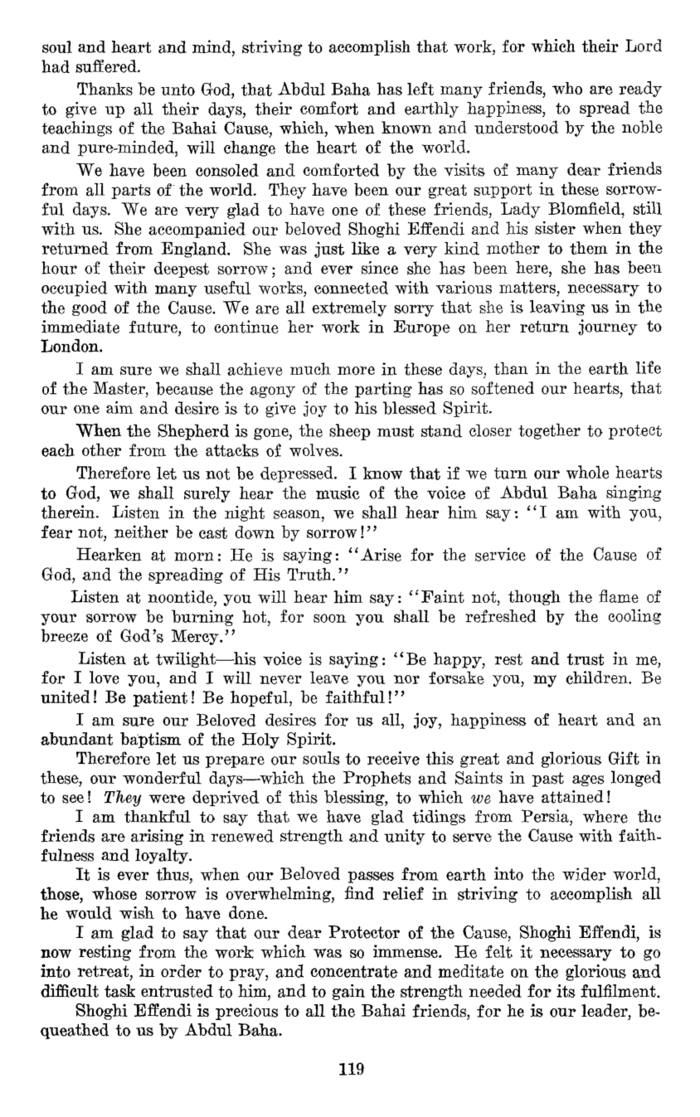 soul and heart and mind, striving to accomplish that work, for which their Lord
had suffered.
Thanks be unto God, that Abdul Baha has left many friends, who are ready
to give up all their days, their comfort and earthly happiness, to spread the
teachings of the Bahai Cause, which, when known and understood by the noble
and pure-minded, will change the heart of the world.
We have been consoled and comforted by the visits of many dear friends
from all parts of the world. They have been our great support in these sorrow-
ful days. We are very glad to have one of these friends, Lady Blomfield, still
with us. She accompanied our beloved Shoghi Effendi and his sister when they
returned from England. She was just like a very kind mother to them in the
hour of their deepest sorrow; and ever since she has been here, she has been
occupied with many useful works, connected with various matters, necessary to
the good of the Cause. We are all extremely sorry that she is leaving us in the
immediate future, to continue her work in Europe on her return journey to
London.
I am sure we shall achieve much more in these days, than in the earth life
of the Master, because the agony of the parting has so softened our hearts, that
our one aim and desire is to give joy to his blessed Spirit.
When the Shepherd is gone, the sheep must stand closer together to protect
each other from the attacks of wolves.
Therefore let us not be depressed. I know that if we turn our whole hearts
to God, we shall surely hear the music of the voice of Abdul Baha singing
therein. Listen in the night season, we shall hear him say: "I am with you,
fear not, neither be cast down by sorrow!"
Hearken at morn: He is saying: "Arise for the service of the Cause of
God, and the spreading of His Truth."
Listen at noontide, you will hear him say: "Faint not, though the flame of
your sorrow be burning hot, for soon you shall be refreshed by the cooling
breeze of God's Mercy."
Listen at twilight—his voice is saying: "Be happy, rest and trust in me,
for I love you, and I will never leave you nor forsake you, my children. Be
united! Be patient! Be hopeful, be faithful!"
I am sure our Beloved desires for us all, joy, happiness of heart and an
abundant baptism of the Holy Spirit.
Therefore let us prepare our souls to receive this great and glorious Gift in
these, our wonderful days—which the Prophets and Saints in past ages longed
to see! They were deprived of this blessing, to which we have attained!
I am thankful to say that we have glad tidings from Persia, where the
friends are arising in renewed strength and unity to serve the Cause with faith-
fulness and loyalty.
It is ever thus, when our Beloved passes from earth into the wider world,
those, whose sorrow is overwhelming, find relief in striving to accomplish all
he would wish to have done.
I am glad to say that our dear Protector of the Cause, Shoghi Effendi, is
now resting from the work which was so immense. He felt it necessary to go
into retreat, in order to pray, and concentrate and meditate on the glorious and
difficult task entrusted to him, and to gain the strength needed for its fulfilment.
Shoghi Effendi is precious to all the Bahai friends, for he is our leader, be-
queathed to us by Abdul Baha.
119